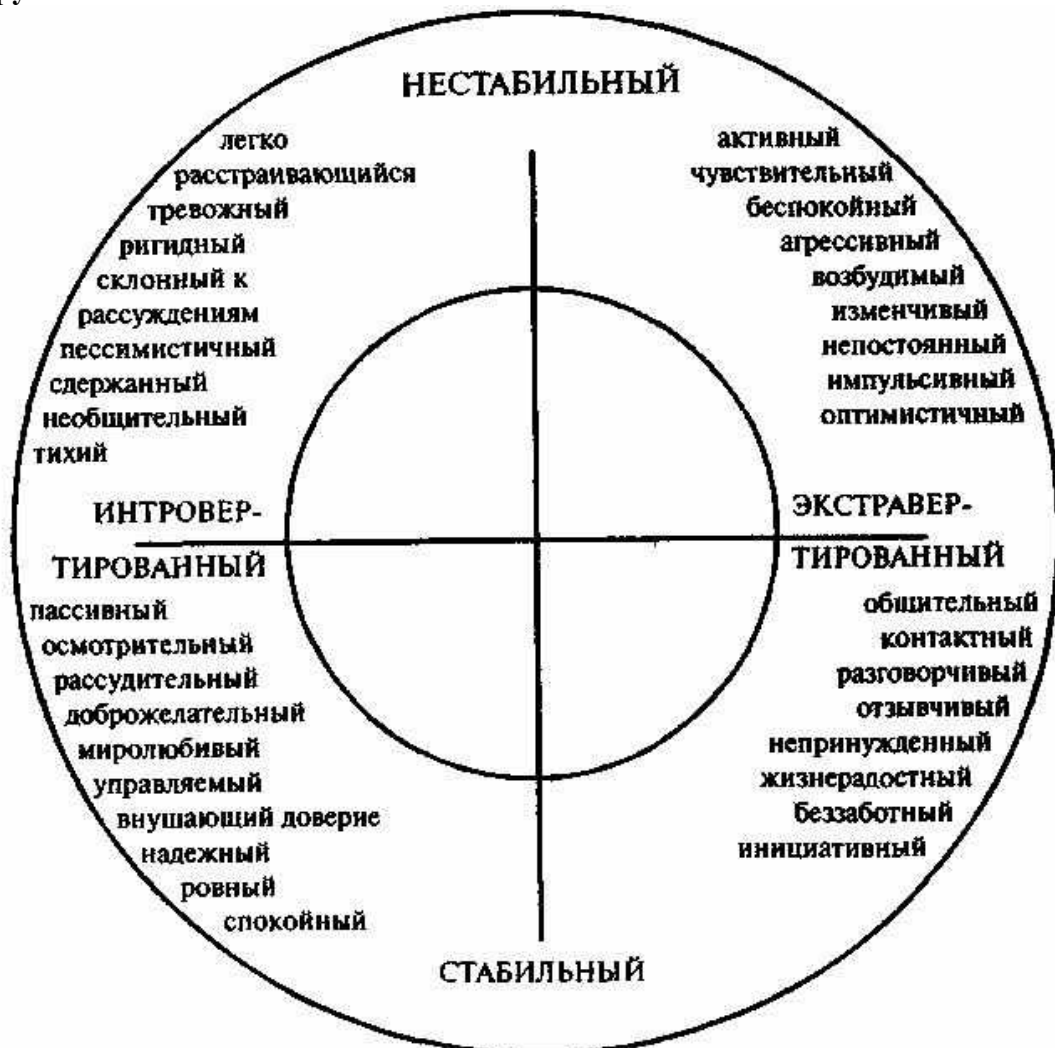 НЕСТАБИЛЬНЫЙ
легко
расстраивающийся
тревожный
ригидный
склонный к
рассуждениям
пессимистичный
сдержанный
необщительный
тихий
активный
чувствительный
беспокойный
агрессивный
возбудимый
изменчивый
непостоянный
импульсивный
оптимистичный
ИНТРОВЕР-
ТИРОВАННЫЙ
ЭКСТРАВЕР-
ТИРОВАННЫЙ
пассивный
осмотрительный
рассудительный
доброжелательный
миролюбивый
управляемый
внушающий доверие
надежный
ровный
спокойный
общительный
контактный
разговорчивый
отзывчивый
непринужденный
жизнерадостный
беззаботный
инициативный
СТАБИЛЬНЫЙ